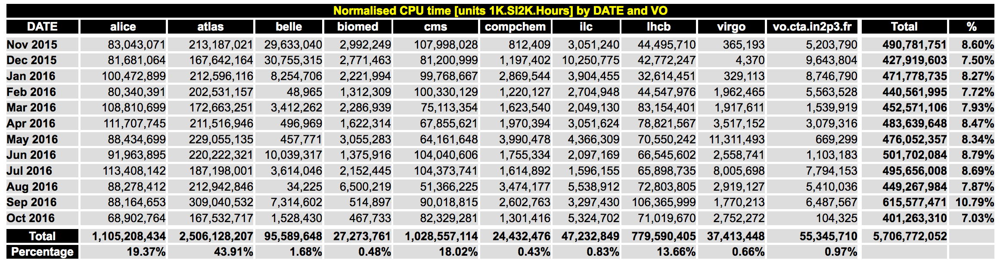 Normalised CPU time [units 1K.SI2K.Hours] by DATE and VO
DATE alice atlas belle biomed cms compchem ilc lhcb virgo vo.cta.in2p3.fr Total %
Nov 2015 83,043,071 213,187,021 29,633,040 2,992,249 107,998,028 812,409 3,051,240 44,495,710 365,193 5,203,790 490,781,751 8.60%
Dec 2015 81,681,064 167,642,164 30,755,315 2,771,463 81,200,999 1,197,402 10,250,775 42,772,247 4,370 9,643,804 427,919,603 7.50%
Jan 2016 100,472,899 212,596,116 8,254,706 2,221,994 99,768,667 2,869,544 3,904,455 32,614,451 329,113 8,746,790 471,778,735 8.27%
Feb 2016 80,340,391 202,531,157 48,965 1,312,309 100,330,129 1,220,127 2,704,948 44,547,976 1,962,465 5,563,528 440,561,995 7.72%
Mar 2016 108,810,699 172,663,251 3,412,262 2,286,939 75,113,354 1,623,540 2,049,130 83,154,401 1,917,611 1,539,919 452,571,106 7.93%
Apr 2016 111,707,745 211,516,946 496,969 1,622,314 67,855,621 1,970,394 3,051,624 78,821,567 3,517,152 3,079,316 483,639,648 8.47%
May 2016 88,434,699 229,055,135 457,771 3,055,283 64,161,648 3,990,478 4,366,309 70,550,242 11,311,493 669,299 476,052,357 8.34%
Jun 2016 91,963,895 220,222,321 10,039,317 1,375,916 104,040,606 1,755,334 2,097,169 66,545,602 2,558,741 1,103,183 501,702,084 8.79%
Jul 2016 113,408,142 187,198,001 3,614,046 2,152,445 104,373,741 1,614,892 1,596,155 65,898,735 8,005,698 7,794,153 495,656,008 8.69%
Aug 2016 88,278,412 212,942,846 34,225 6,500,219 51,366,225 3,474,177 5,538,912 72,803,805 2,919,127 5,410,036 449,267,984 7.87%
Sep 2016 88,164,653 309,040,532 7,314,602 514,897 90,018,815 2,602,763 3,297,430 106,365,999 1,770,213 6,487,567 615,577,471 10.79%
Oct 2016 68,902,764 167,532,717 1,528,430 467,733 82,329,281 1,301,416 5,324,702 71,019,670 2,752,272 104,325 401,263,310 7.03%
Total 1,105,208,434 2,506,128,207 95,589,648 27,273,761 1,028,557,114 24,432,476 47,232,849 779,590,405 37,413,448 55,345,710 5,706,772,052
Percentage 19.37% 43.91% 1.68% 0.48% 18.02% 0.43% 0.83% 13.66% 0.66% 0.97%